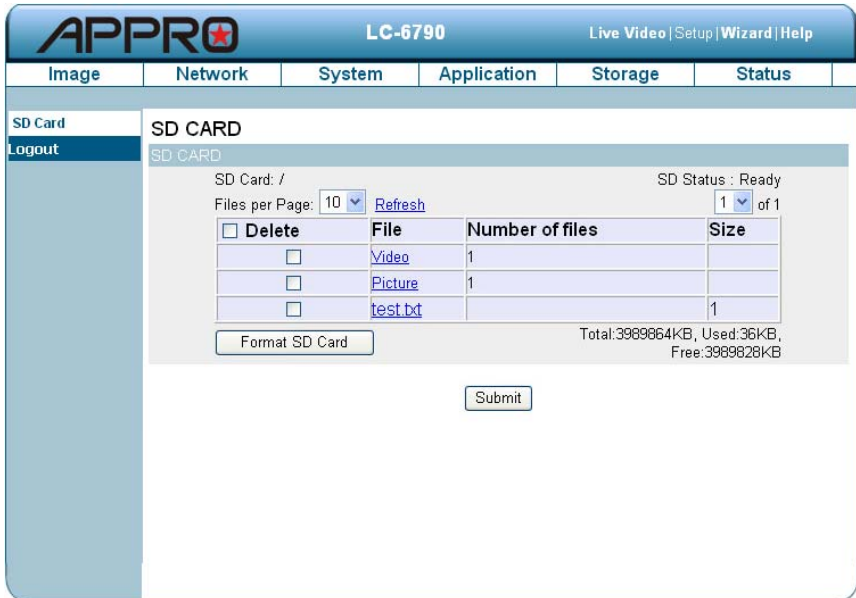 APPRO LC-6790 Live Video|Setup|Wizard|Help
Image Network System Application Storage Status
SD Card
Logout
SD CARD
SD CARD
SD Card: / SD Status : Ready
Files per Page: 10 Refresh 1 of 1
Delete File Number of files Size
Video 1
Picture 1
test.txt 1
Format SD Card Total:3989864KB, Used:36KB,
Free:3989828KB
Submit